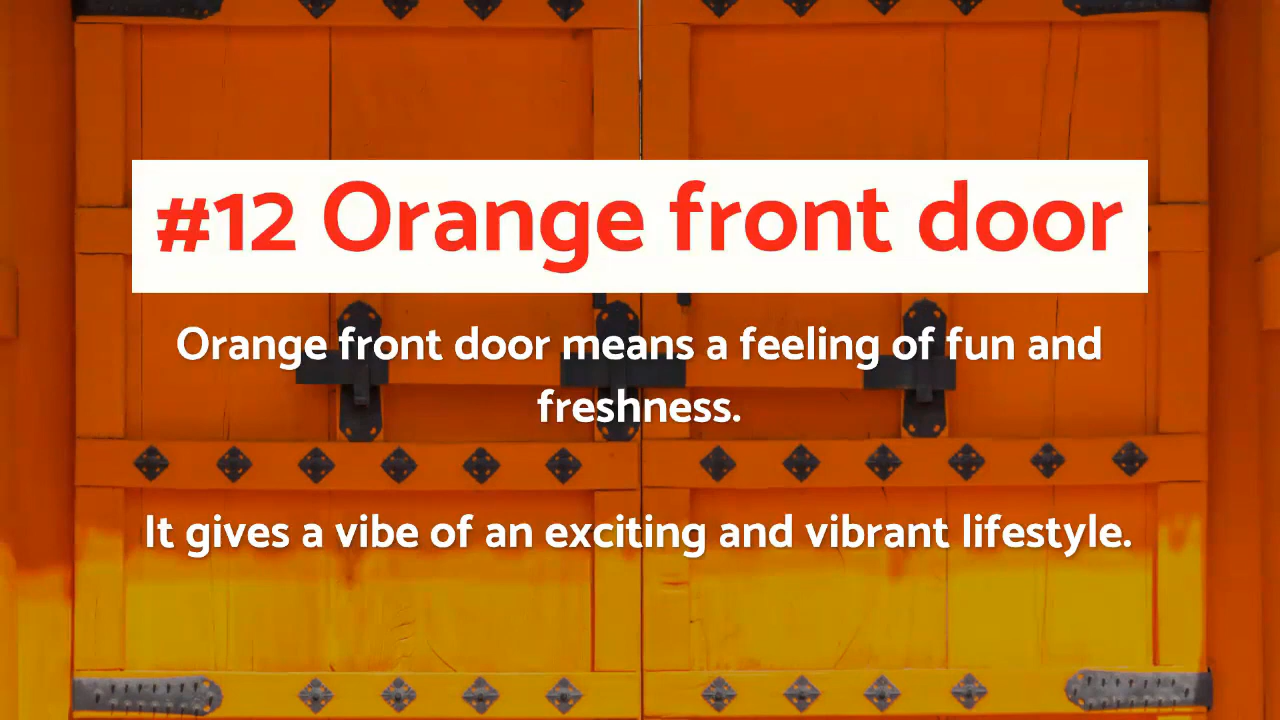 #12 Orange front door
Orange front door means a feeling of fun and
freshness.
It gives a vibe of an exciting and vibrant lifestyle.